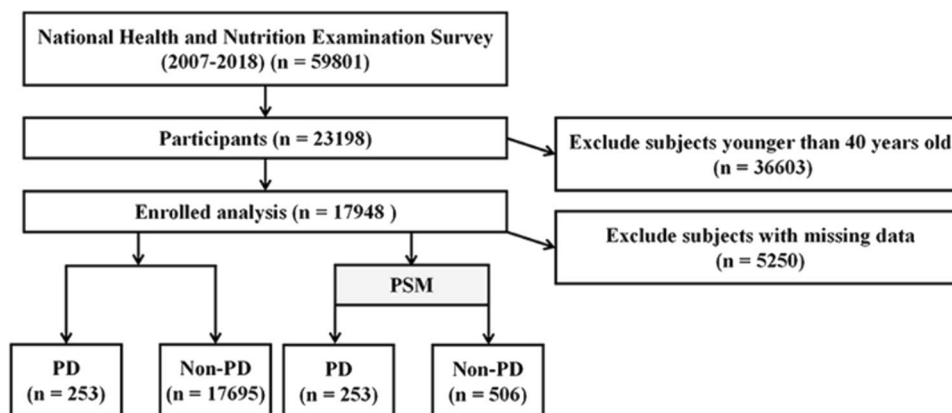 National Health and Nutrition Examination Survey
(2007-2018) (n = 59801)
Participants (n = 23198)
Exclude subjects younger than 40 years old
(n = 36603)
Enrolled analysis (n = 17948 )
Exclude subjects with missing data
(n = 5250)
PSM
PD
(n = 253)
Non-PD
(n = 17695)
PD
(n = 253)
Non-PD
(n = 506)